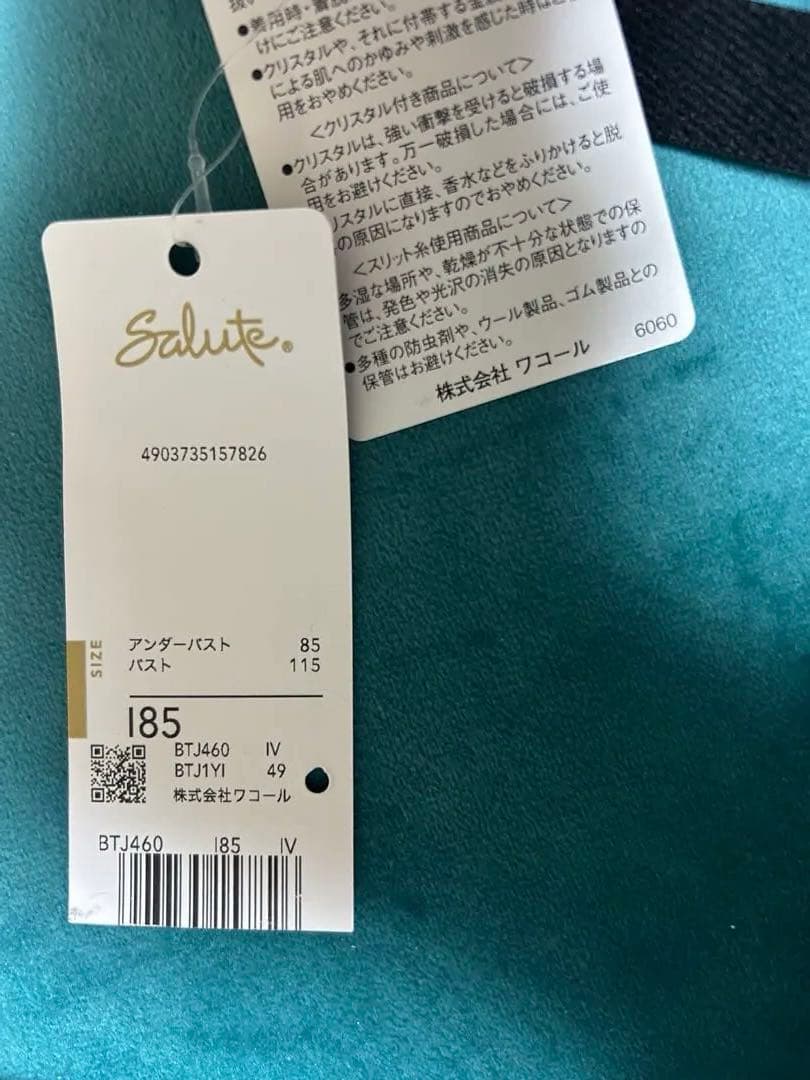 ●着用時・着脱
けにご注意ください。
●クリスタルや、それに付帯する金
による肌へのかゆみや刺激を感じた時は
用をおやめください。
<クリスタル付き商品について>
●クリスタルは、強い衝撃を受けると破損する場
合があります。万一破損した場合には、ご使
用をお避けください。
リスタルに直接、香水などをふりかけると脱
の原因になりますのでおやめください。
<スリット糸使用商品について>
多湿な場所や、乾燥が不十分な状態での保
管は、発色や光沢の消失の原因となりますの
でご注意ください。
●多種の防虫剤や、ウール製品、ゴム製品との
保管はお避けください。
株式会社 ワコール 6060
Salute®
4903735157826
SIZE
アンダーバスト 85
バスト 115
I85
BTJ460 IV
BTJ1YI 49
株式会社ワコール
BTJ460 I85 IV